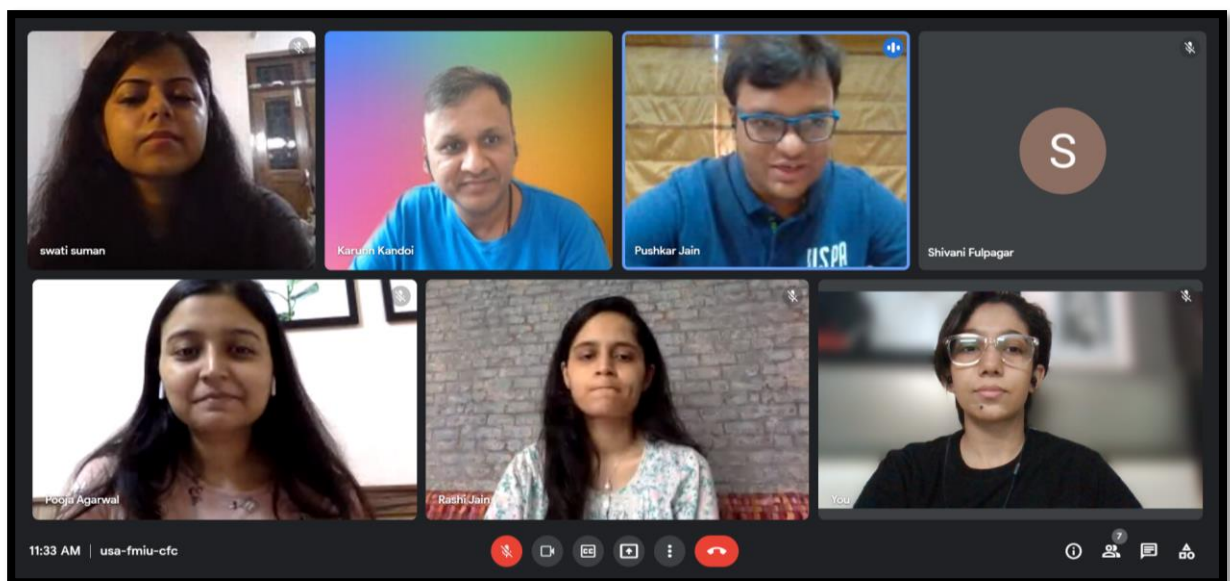 swati suman
Karunn Kandoi
Pushkar Jain
USPA
S
Shivani Fulpagar
Pooja Agarwal
Rashi Jain
You
11:33 AM | usa-fmiu-cfc
CC
7